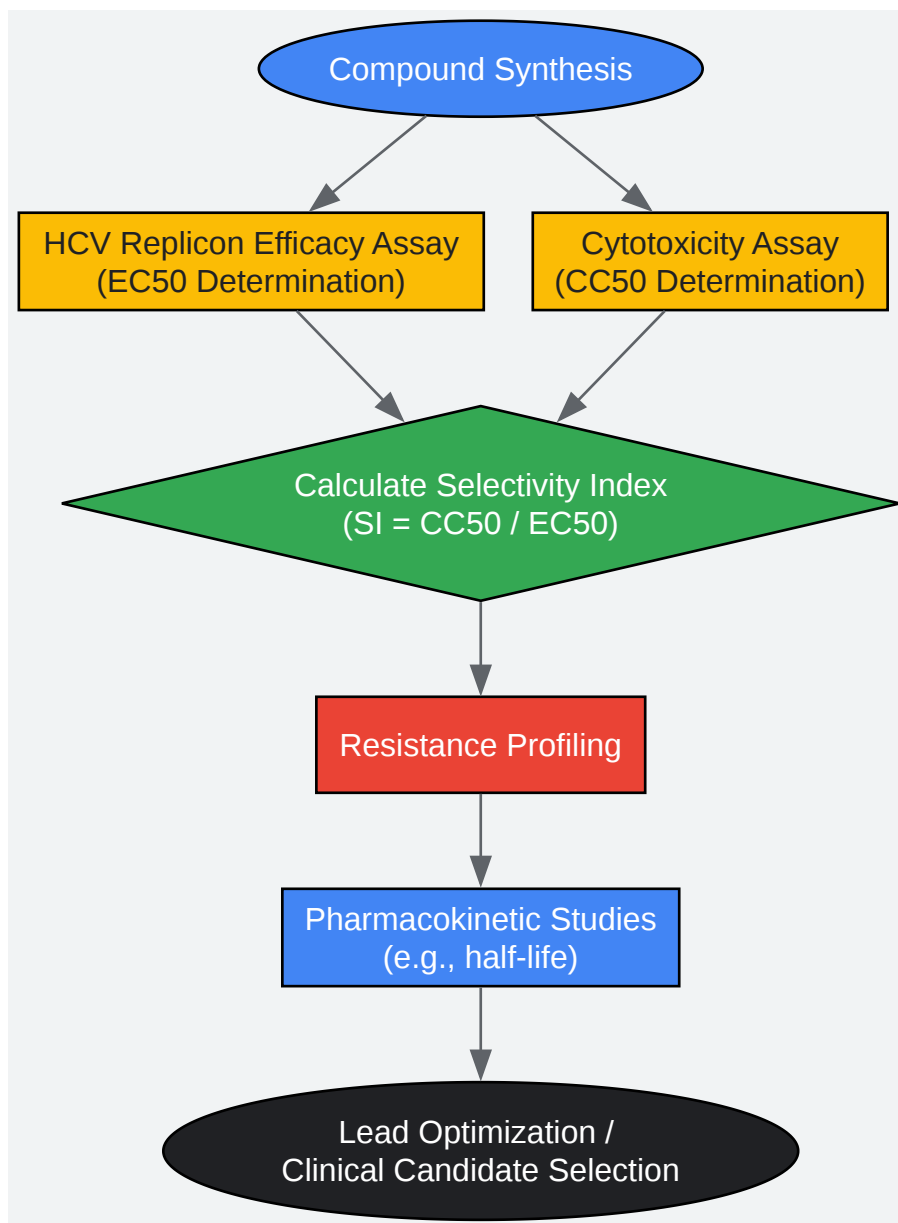 Compound Synthesis
HCV Replicon Efficacy Assay
(EC50 Determination)
Cytotoxicity Assay
(CC50 Determination)
Calculate Selectivity Index
(SI = CC50 / EC50)
Resistance Profiling
Pharmacokinetic Studies
(e.g., half-life)
Lead Optimization /
Clinical Candidate Selection